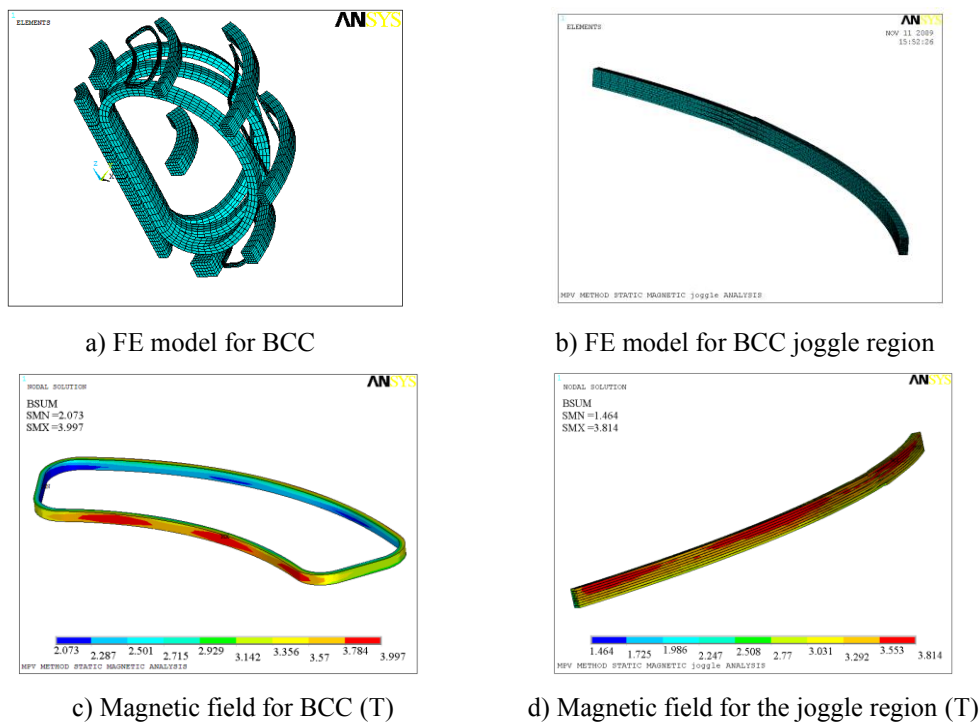 1
ELEMENTS
ANSYS
Z
X
1
ELEMENTS
ANSYS
NOV 11 2009
15:52:26
MPV METHOD STATIC MAGNETIC joggle ANALYSIS
a) FE model for BCC
b) FE model for BCC joggle region
1
NODAL SOLUTION
ANSYS
BSUM
SMN =2.073
SMX =3.997
2.073 2.287 2.501 2.715 2.929 3.142 3.356 3.57 3.784 3.997
MPV METHOD STATIC MAGNETIC ANALYSIS
1
NODAL SOLUTION
ANSYS
BSUM
SMN =1.464
SMX =3.814
1.464 1.725 1.986 2.247 2.508 2.77 3.031 3.292 3.553 3.814
MPV METHOD STATIC MAGNETIC joggle ANALYSIS
c) Magnetic field for BCC (T)
d) Magnetic field for the joggle region (T)